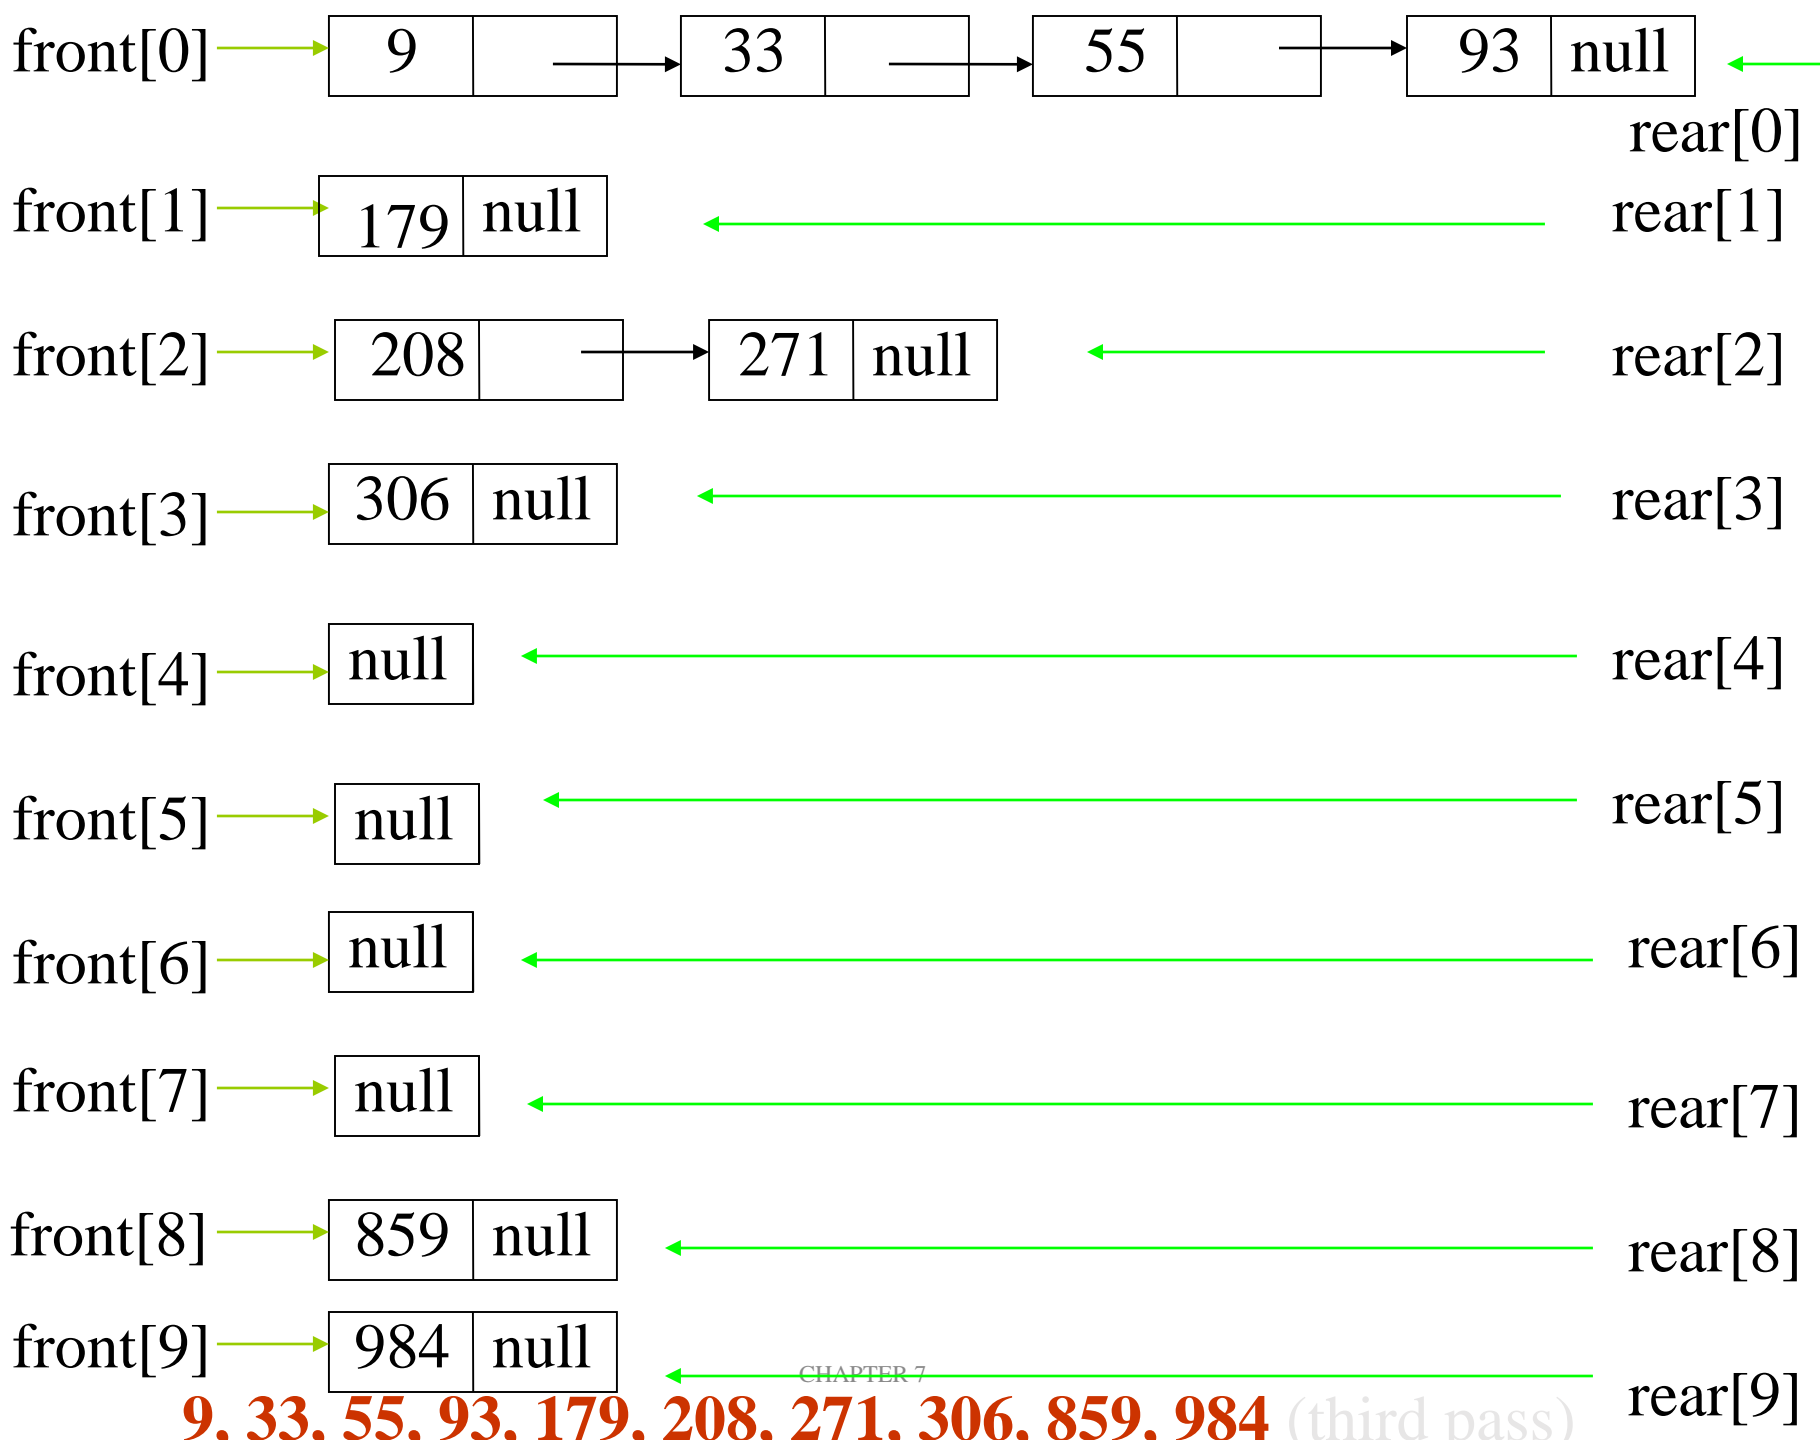 front[0] 9 33 55 93 null
rear[0]
front[1] 179 null rear[1]
front[2] 208 271 null rear[2]
front[3] 306 null rear[3]
front[4] null rear[4]
front[5] null rear[5]
front[6] null rear[6]
front[7] null rear[7]
front[8] 859 null rear[8]
front[9] 984 null rear[9]
CHAPTER 7
9, 33, 55, 93, 179, 208, 271, 306, 859, 984 (third pass)